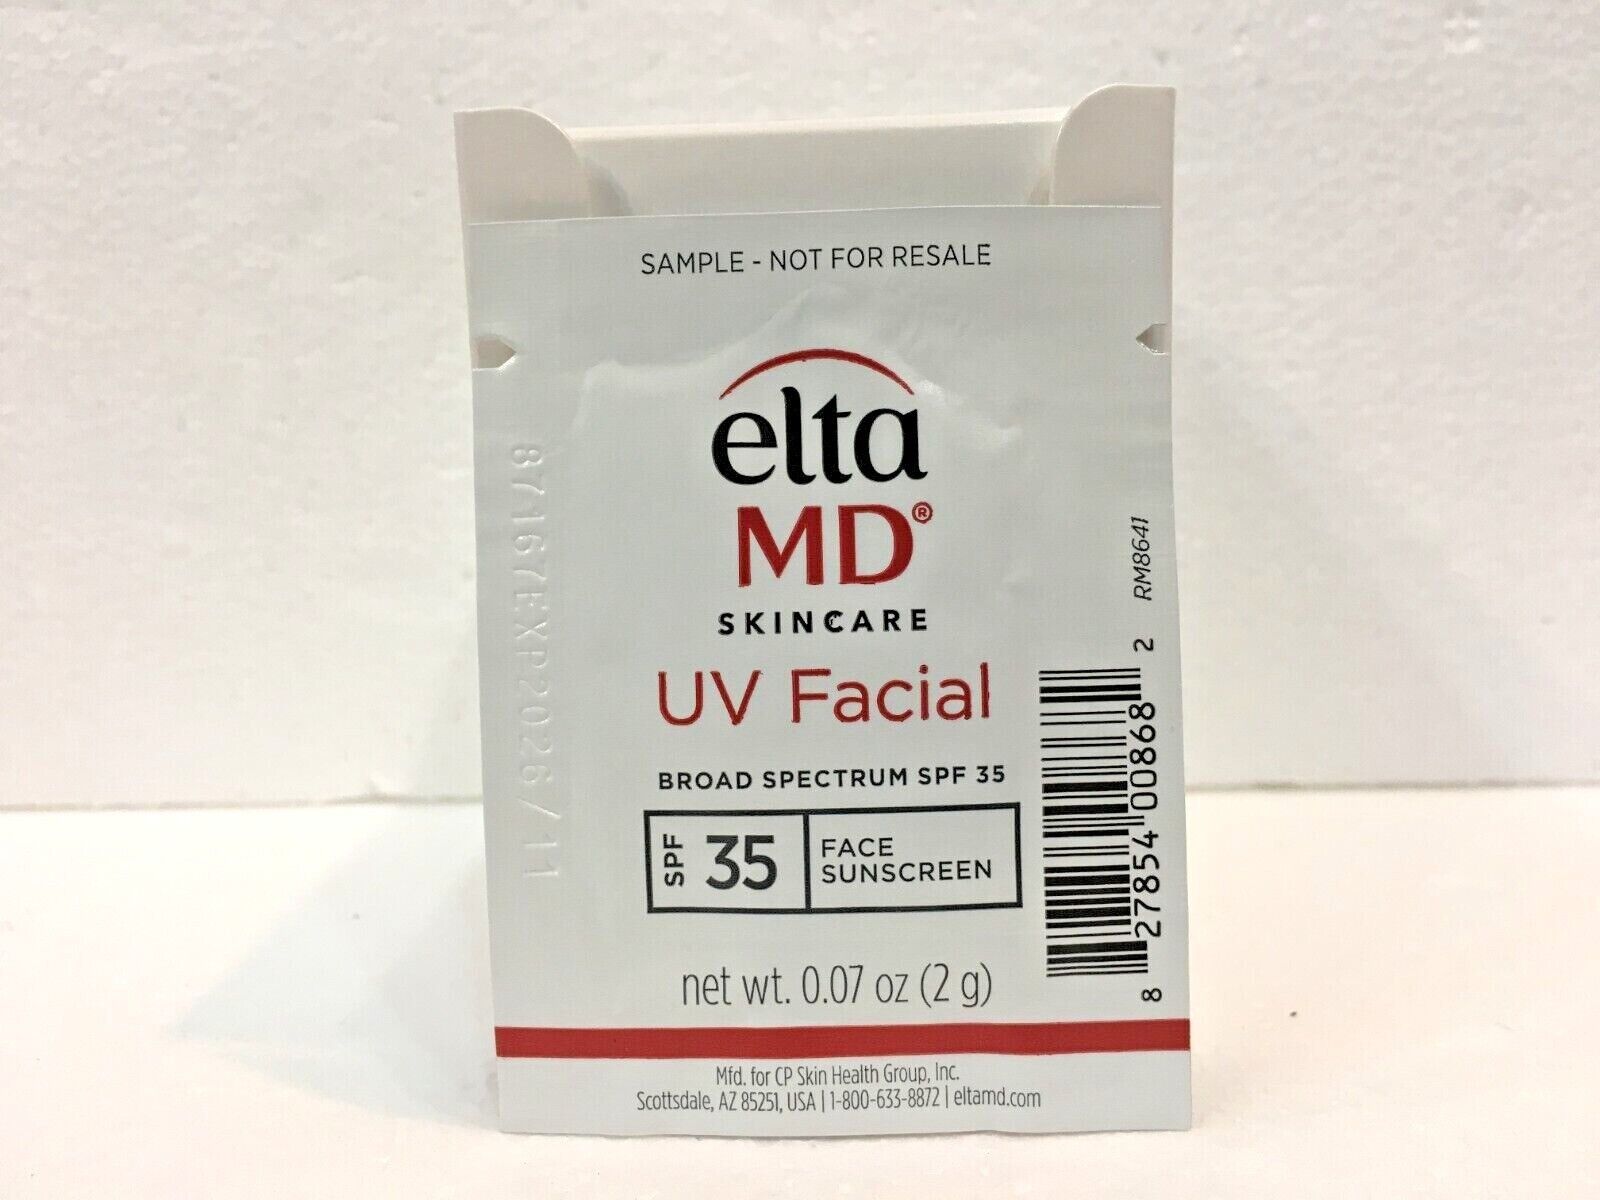 SAMPLE - NOT FOR RESALE
elta
MD®
SKINCARE
UV Facial
BROAD SPECTRUM SPF 35
SPF 35
FACE
SUNSCREEN
net wt. 0.07 oz (2 g)
Mfd. for CP Skin Health Group, Inc.
Scottsdale, AZ 85251, USA | 1-800-633-8872 | eltamd.com
87167EXP2026/11
RM8641
8 27854 00868 2